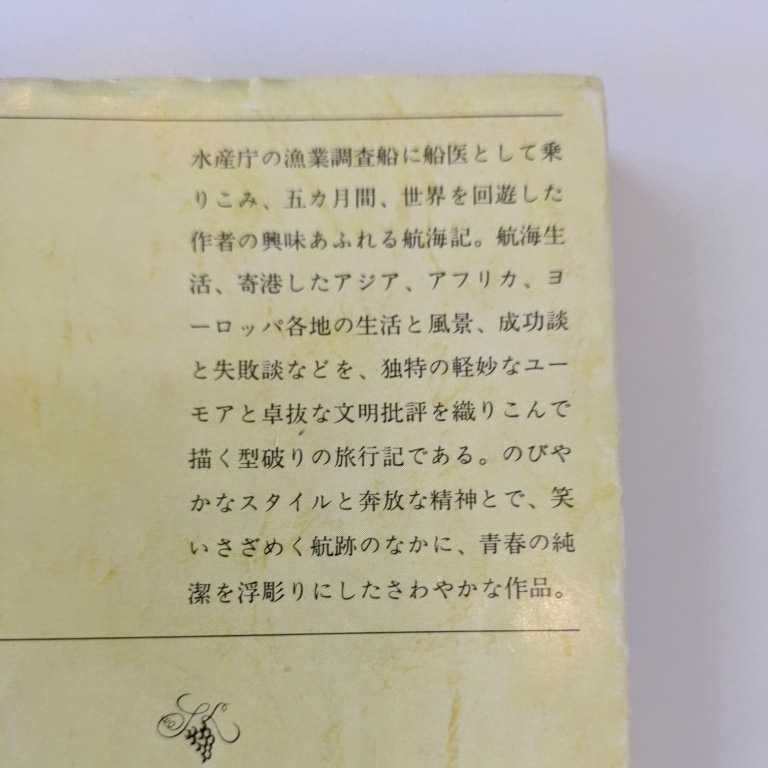 水産庁の漁業調査船に船医として乗
りこみ、五カ月間、世界を回遊した
作者の興味あふれる航海記。航海生
活、寄港したアジア、アフリカ、ヨ
ーロッパ各地の生活と風景、成功談
と失敗談などを、独特の軽妙なユー
モアと卓抜な文明批評を織りこんで
描く型破りの旅行記である。のびや
かなスタイルと奔放な精神とで、笑
いさざめく航跡のなかに、青春の純
潔を浮彫りにしたさわやかな作品。